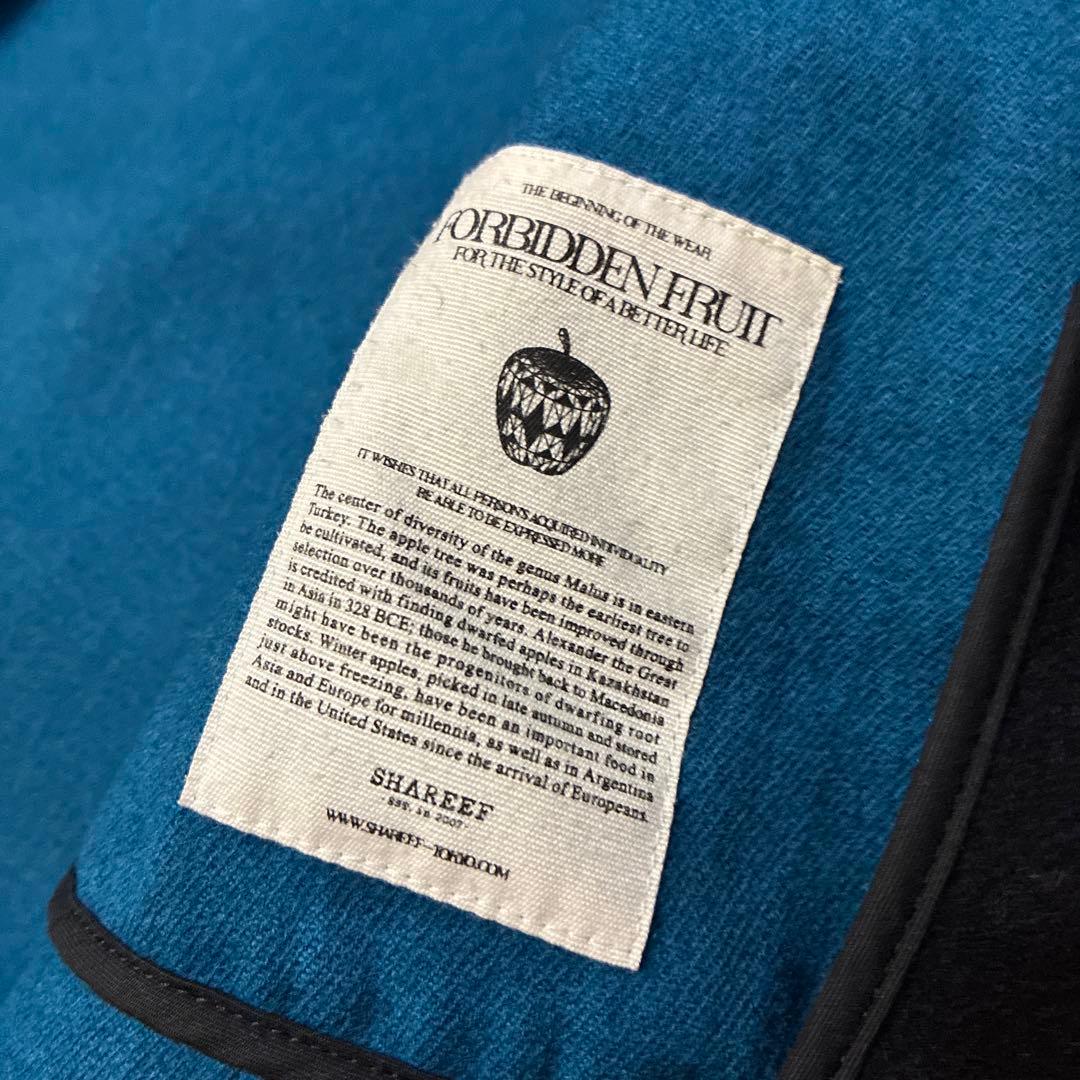 THE BEGINNING OF THE WEAR
FORBIDDEN FRUIT
FOR THE STYLE OF A BETTER LIFE
IT WISHES THAT ALL PERSONS ACQUIRED INDIVIDUALITY
BE ABLE TO BE EXPRESSED MORE
The center of diversity of the genus Malus is in eastern
Turkey. The apple tree was perhaps the earliest tree to
be cultivated, and its fruits have been improved through
selection over thousands of years. Alexander the Great
is credited with finding dwarfed apples in Kazakhstan
in Asia in 328 BCE; those he brought back to Macedonia
might have been the progenitors of dwarfing root
stocks. Winter apples, picked in late autumn and stored
just above freezing, have been an important food in
Asia and Europe for millennia, as well as in Argentina
and in the United States since the arrival of Europeans.
SHAREEF
- EST. IN 2007 -
WWW.SHAREEF-TOKYO.COM